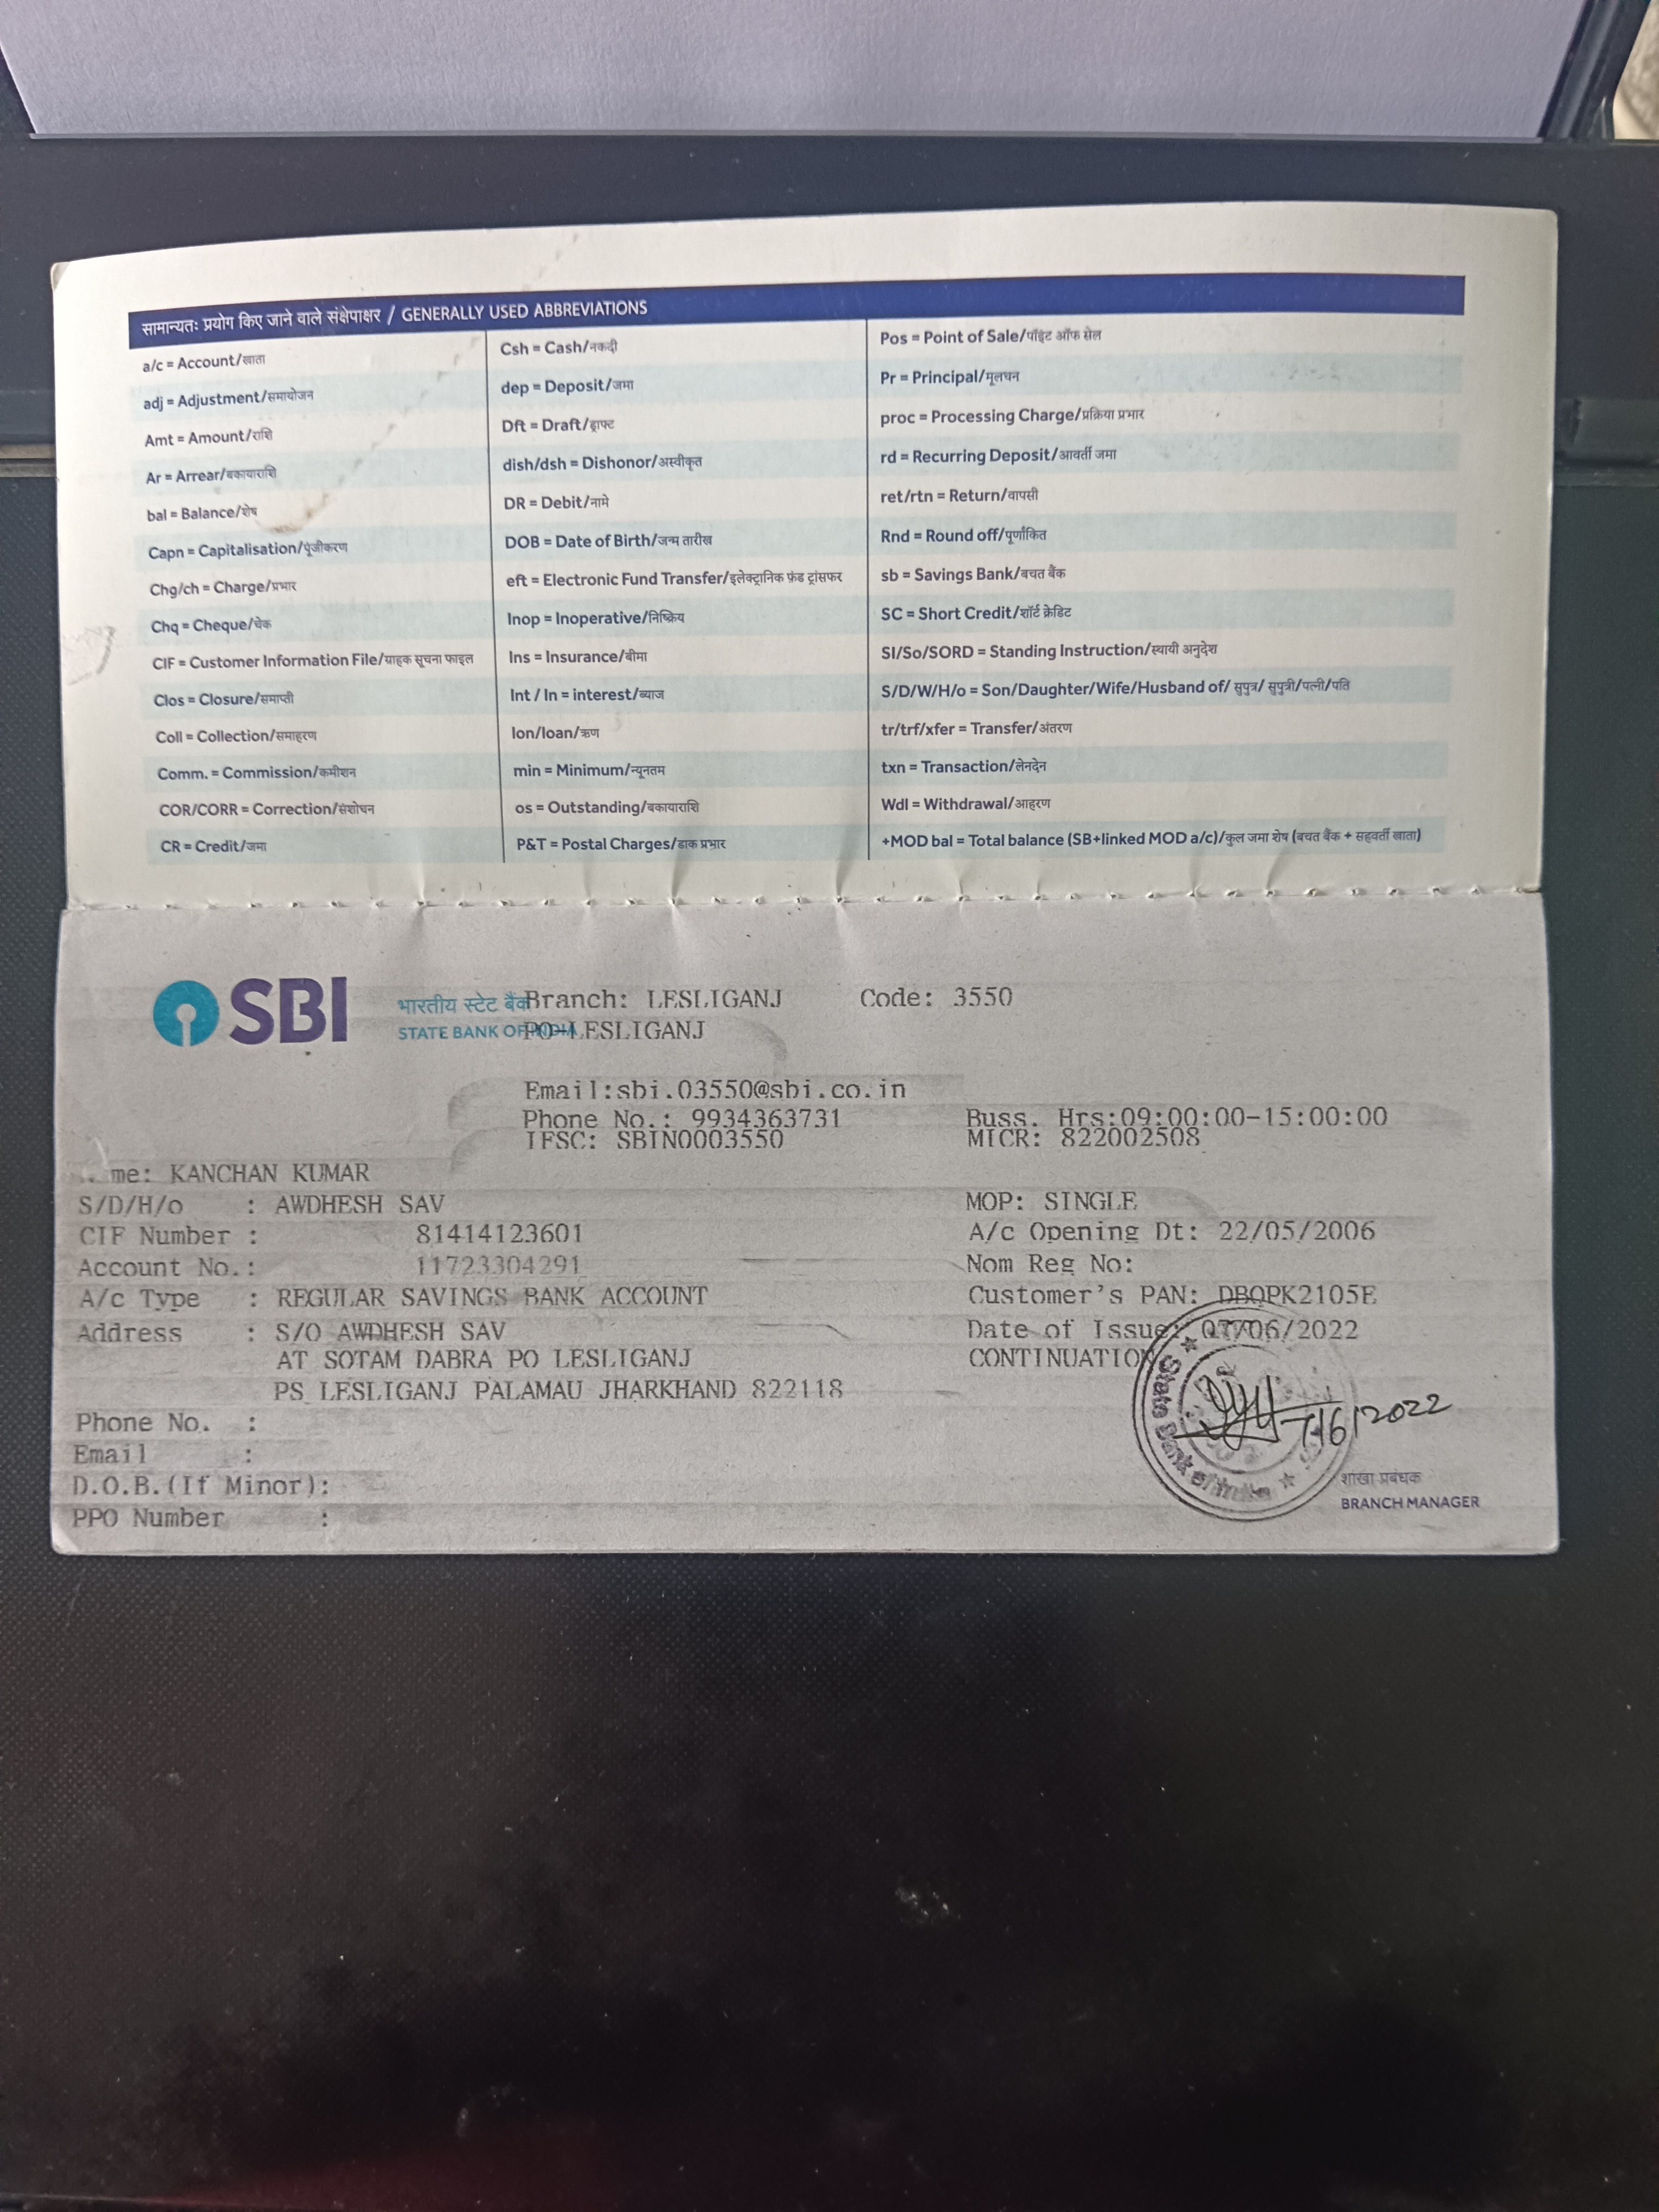 सामान्यतः प्रयोग किए जाने वाले संक्षेपाक्षर / GENERALLY USED ABBREVIATIONS
a/c = Account/खाता
adj = Adjustment/समायोजन
Amt = Amount/राशि
Ar = Arrear/बकायाराशि
bal = Balance/शेष
Capn = Capitalisation/पूंजीकरण
Chg/ch = Charge/प्रभार
Chq = Cheque/चेक
CIF = Customer Information File/ग्राहक सूचना फाइल
Clos = Closure/समाप्ती
Coll = Collection/समाहरण
Comm. = Commission/कमीशन
COR/CORR = Correction/संशोधन
CR = Credit/जमा
Csh = Cash/नकदी
dep = Deposit/जमा
Dft = Draft/ड्राफ्ट
dish/dsh = Dishonor/अस्वीकृत
DR = Debit/नामे
DOB = Date of Birth/जन्म तारीख
eft = Electronic Fund Transfer/इलेक्ट्रानिक फ़ंड ट्रांसफर
Inop = Inoperative/निष्क्रिय
Ins = Insurance/बीमा
Int / In = interest/ब्याज
lon/loan/ऋण
min = Minimum/न्यूनतम
os = Outstanding/बकायाराशि
P&T = Postal Charges/डाक प्रभार
Pos = Point of Sale/पॉइंट ऑफ सेल
Pr = Principal/मूलधन
proc = Processing Charge/प्रक्रिया प्रभार
rd = Recurring Deposit/आवर्ती जमा
ret/rtn = Return/वापसी
Rnd = Round off/पूर्णांकित
sb = Savings Bank/बचत बैंक
SC = Short Credit/शॉर्ट क्रेडिट
SI/So/SORD = Standing Instruction/स्थायी अनुदेश
S/D/W/H/o = Son/Daughter/Wife/Husband of/ सुपुत्र/ सुपुत्री/पत्नी/पति
tr/trf/xfer = Transfer/अंतरण
txn = Transaction/लेनदेन
Wdl = Withdrawal/आहरण
+MOD bal = Total balance (SB+linked MOD a/c)/कुल जमा शेष (बचत बैंक + सहवर्ती खाता)
SBI
भारतीय स्टेट बैंक
STATE BANK OF INDIA
Branch: LESLIGANJ Code: 3550
PO-LESLIGANJ
Email:sbi.03550@sbi.co.in
Phone No.: 9934363731 Buss. Hrs:09:00:00-15:00:00
IFSC: SBIN0003550 MICR: 822002508
me: KANCHAN KUMAR
S/D/H/o : AWDHESH SAV MOP: SINGLE
CIF Number : 81414123601 A/c Opening Dt: 22/05/2006
Account No.: 11723304291 Nom Reg No:
A/c Type : REGULAR SAVINGS BANK ACCOUNT Customer's PAN: DBQPK2105E
Address : S/O AWDHESH SAV Date of Issue: 07/06/2022
AT SOTAM DABRA PO LESLIGANJ CONTINUATION
PS LESLIGANJ PALAMAU JHARKHAND 822118
Phone No. :
Email :
D.O.B.(If Minor):
PPO Number :
State Bank of India
7/6/2022
शाखा प्रबंधक
BRANCH MANAGER